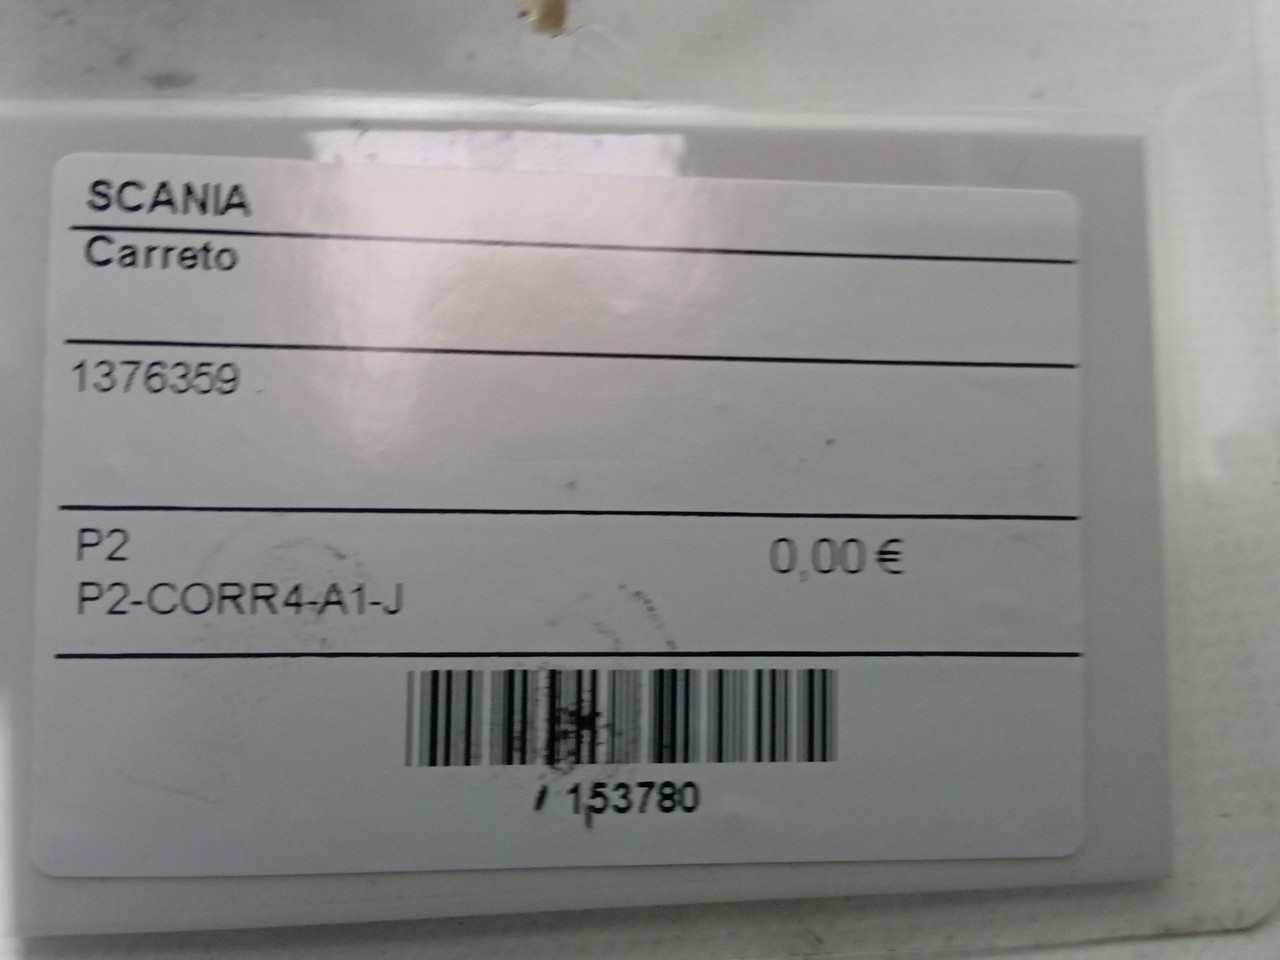 SCANIA
Carreto
1376359
P2
0,00 €
P2-CORR4-A1-J
153780